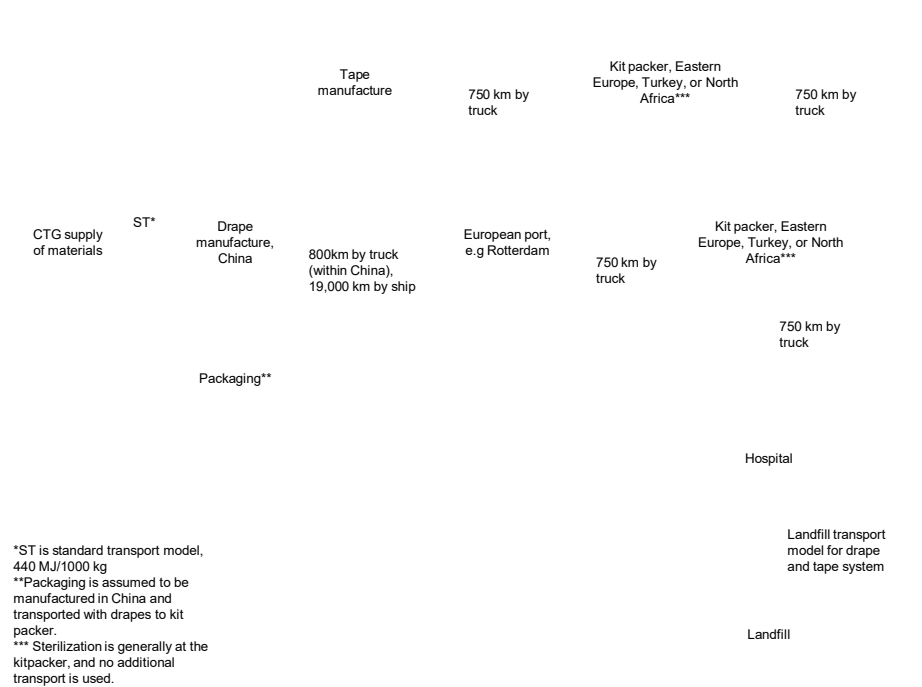 Tape
manufacture
750 km by
truck
Kit packer, Eastern
Europe, Turkey, or North
Africa***
750 km by
truck
CTG supply
of materials
ST*
Drape
manufacture,
China
800km by truck
(within China),
19,000 km by ship
European port,
e.g Rotterdam
750 km by
truck
Kit packer, Eastern
Europe, Turkey, or North
Africa***
750 km by
truck
Packaging**
Hospital
Landfill transport
model for drape
and tape system
Landfill
*ST is standard transport model,
440 MJ/1000 kg
**Packaging is assumed to be
manufactured in China and
transported with drapes to kit
packer.
*** Sterilization is generally at the
kitpacker, and no additional
transport is used.